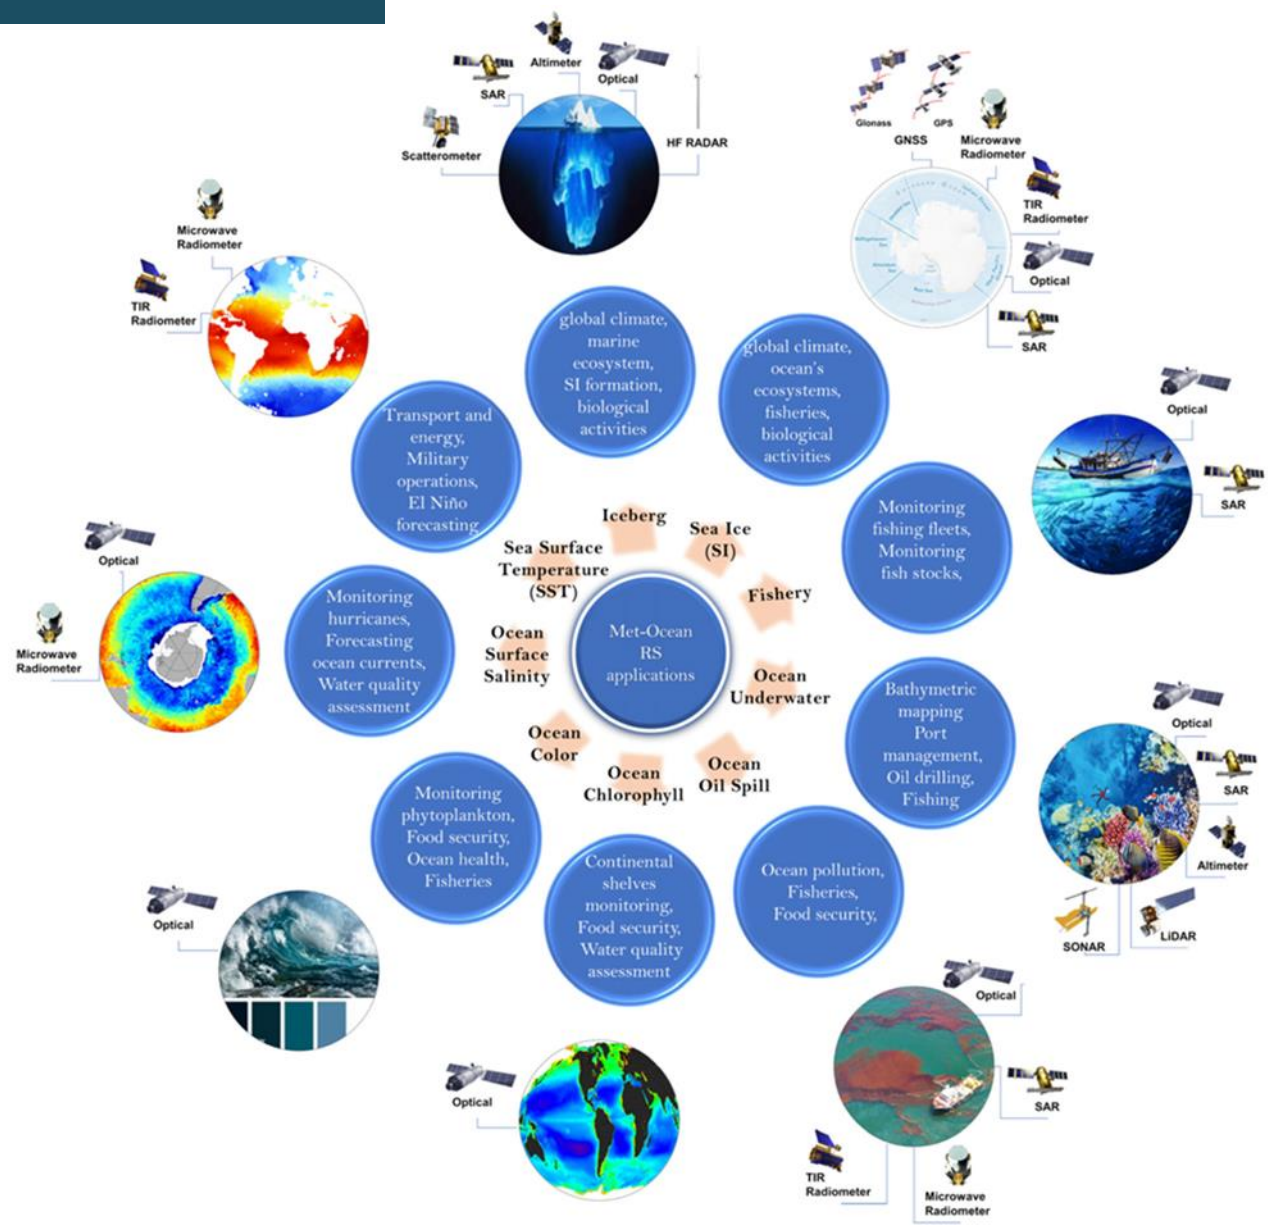 Altimeter
SAR
Optical
Scatterometer
HF RADAR
Glonass
GPS
GNSS
Microwave
Radiometer
TIR
Radiometer
Optical
SAR
Microwave
Radiometer
TIR
Radiometer
global climate,
marine
ecosystem,
SI formation,
biological
activities
global climate,
ocean's
ecosystems,
fisheries,
biological
activities
Optical
SAR
Transport and
energy,
Military
operations,
El Niño
forecasting
Monitoring
fishing fleets,
Monitoring
fish stocks,
Iceberg
Sea Ice
(SI)
Sea Surface
Temperature
(SST)
Fishery
Optical
Microwave
Radiometer
Monitoring
hurricanes,
Forecasting
ocean currents,
Water quality
assessment
Ocean
Surface
Salinity
Met-Ocean
RS
applications
Ocean
Underwater
Bathymetric
mapping
Port
management,
Oil drilling,
Fishing
Optical
SAR
Altimeter
LiDAR
SONAR
Ocean
Color
Ocean
Chlorophyll
Ocean
Oil Spill
Monitoring
phytoplankton,
Food security,
Ocean health,
Fisheries
Continental
shelves
monitoring,
Food security,
Water quality
assessment
Ocean pollution,
Fisheries,
Food security,
Optical
Optical
Optical
SAR
TIR
Radiometer
Microwave
Radiometer